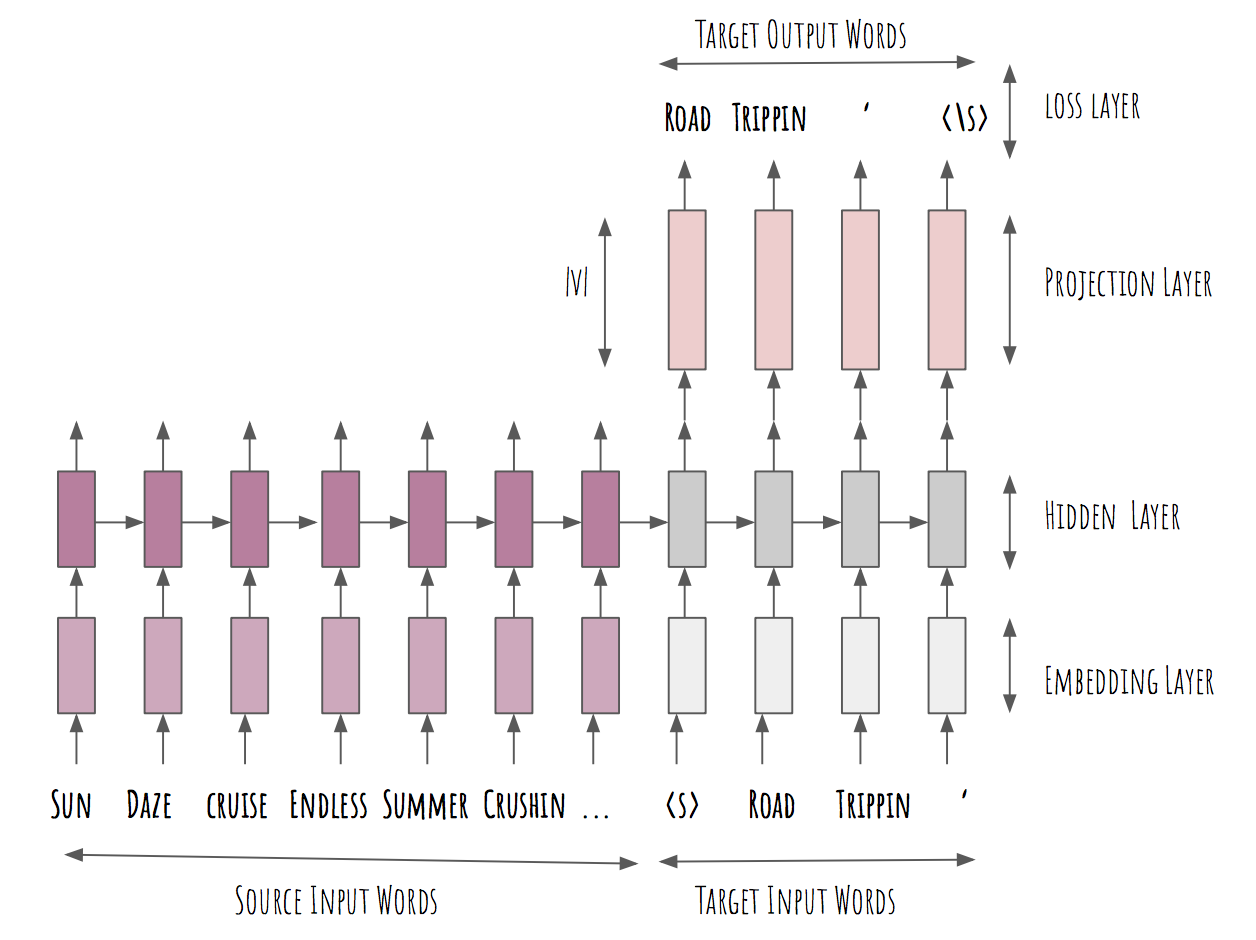 Target Output Words
Road Trippin ‘ <\s>
Loss Layer
|V|
Projection Layer
Hidden Layer
Embedding Layer
Sun Daze cruise Endless Summer Crushin ... <s> Road Trippin ‘
Source Input Words
Target Input Words